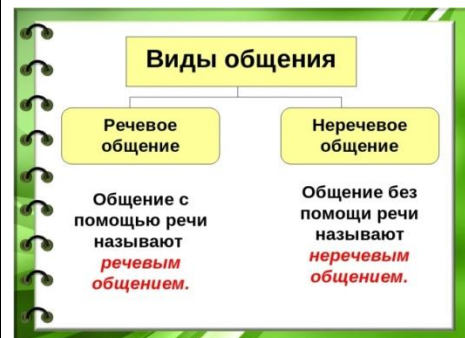 Виды общения
Речевое
общение
Неречевое
общение
Общение с
помощью речи
называют
речевым
общением.
Общение без
помощи речи
называют
неречевым
общением.